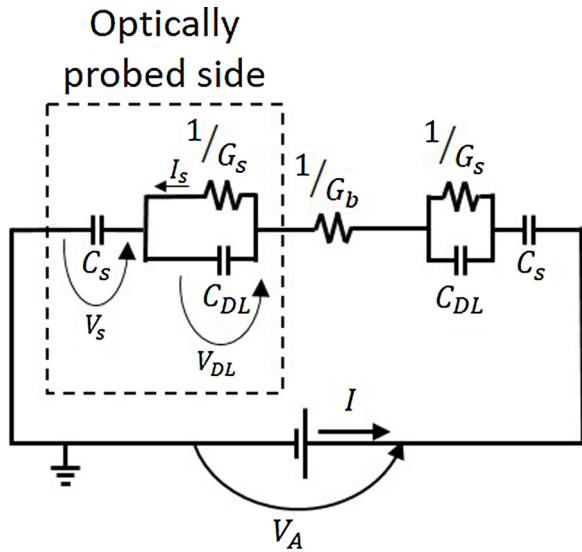 Optically
probed side
1/G_s
I_s
C_s
V_s
C_DL
V_DL
1/G_b
1/G_s
C_DL
C_s
I
V_A